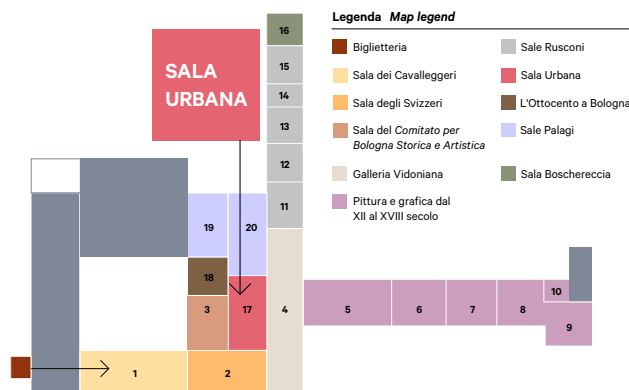 Legenda Map legend
Biglietteria
Sala dei Cavalleggeri
Sala degli Svizzeri
Sala del Comitato per
Bologna Storica e Artistica
Galleria Vidoniana
Pittura e grafica dal
XII al XVIII secolo
Sale Rusconi
Sala Urbana
L'Ottocento a Bologna
Sale Palagi
Sala Boschereccia
SALA
URBANA
16
15
14
13
12
11
19
20
18
3
17
4
5
6
7
8
10
9
1
2